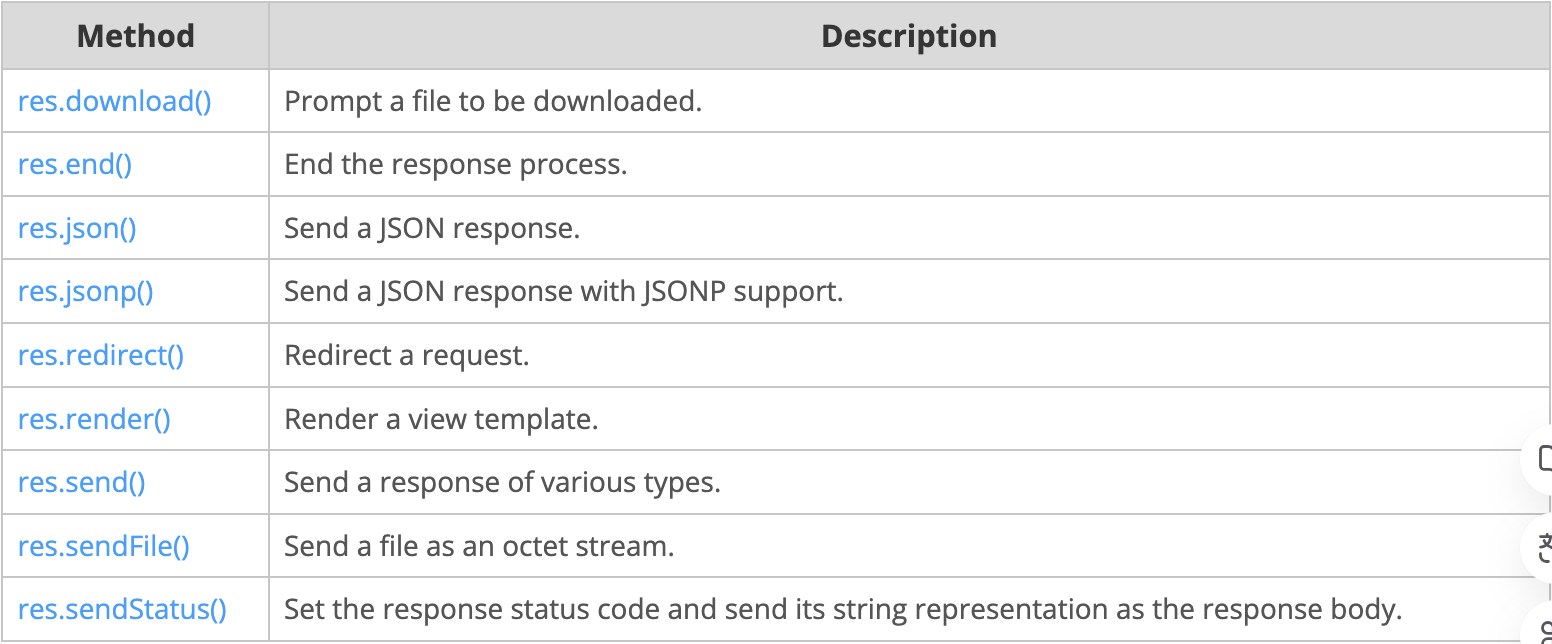 Method Description
res.download() Prompt a file to be downloaded.
res.end() End the response process.
res.json() Send a JSON response.
res.jsonp() Send a JSON response with JSONP support.
res.redirect() Redirect a request.
res.render() Render a view template.
res.send() Send a response of various types.
res.sendFile() Send a file as an octet stream.
res.sendStatus() Set the response status code and send its string representation as the response body.